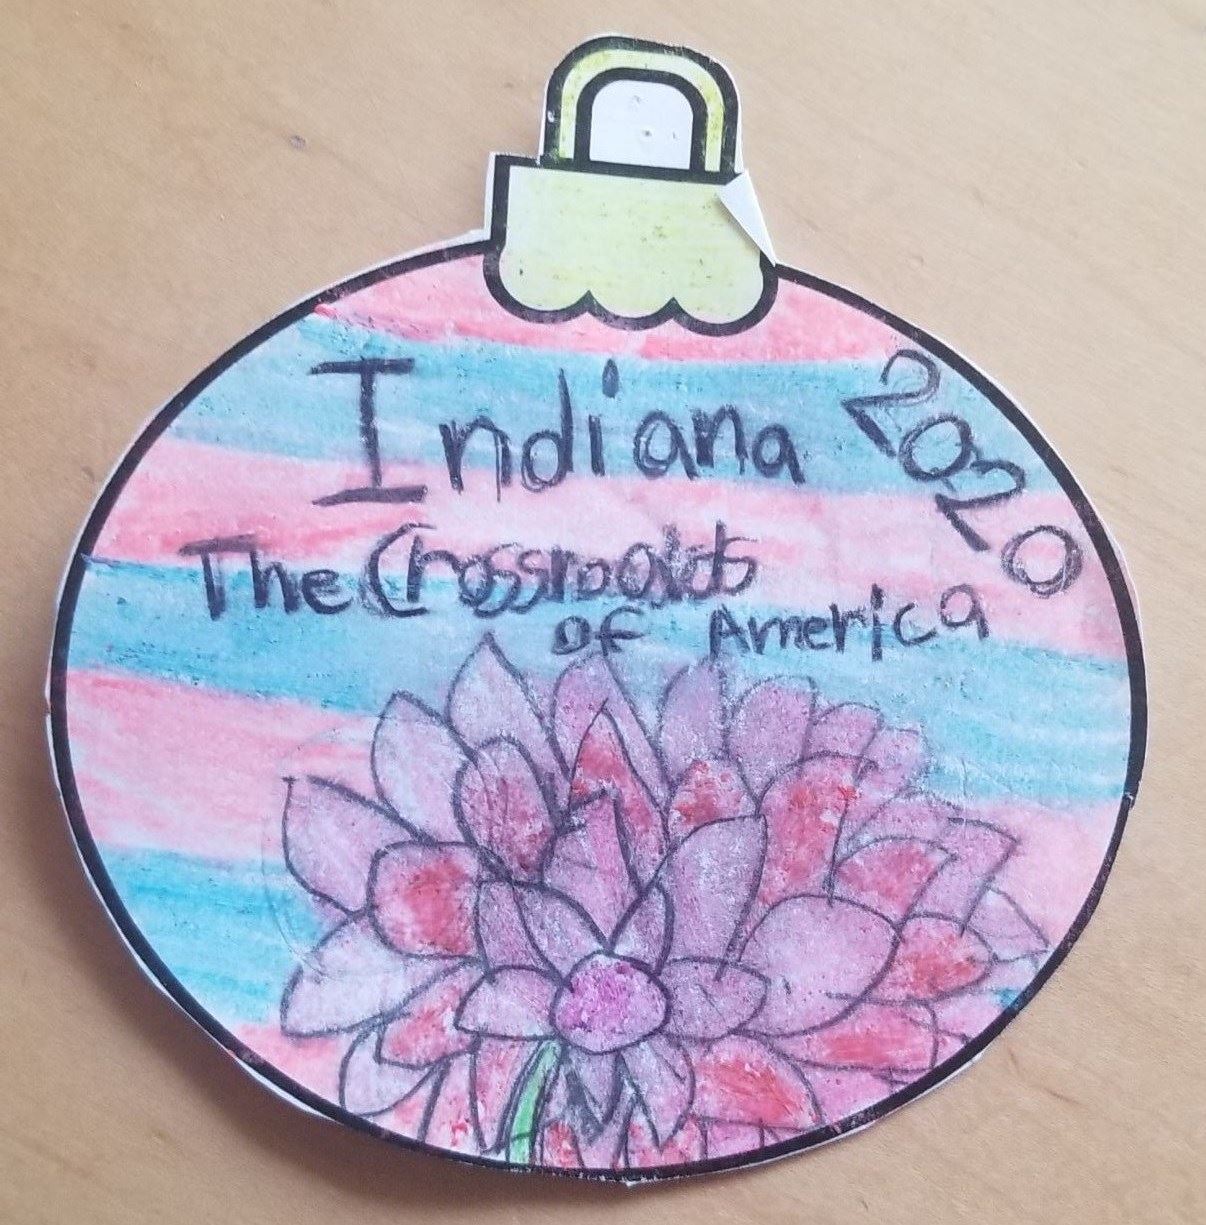 Indiana
2020
The Crossroads
of America